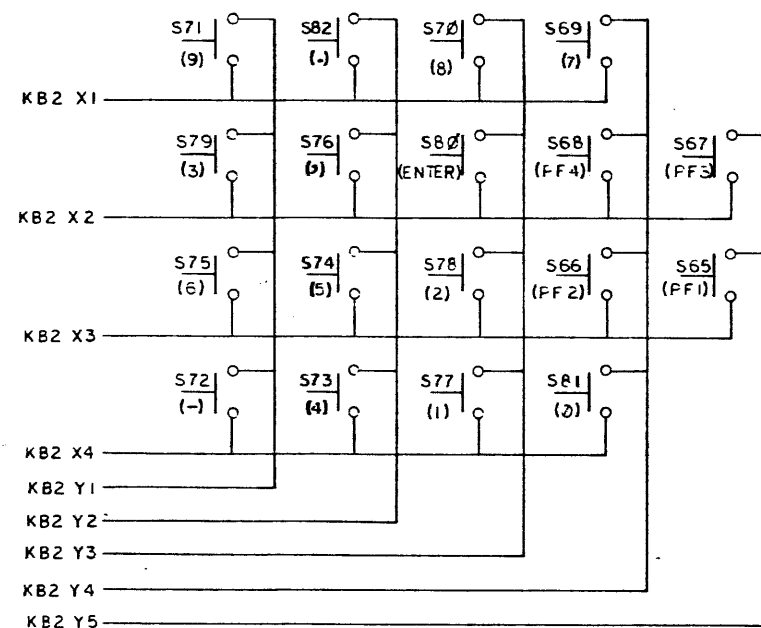 S71 S82 S7Ø S69
(9) (.) (8) (7)
KB2 X1
S79 S76 S8Ø S68 S67
(3) (,) (ENTER) (PF4) (PF3)
KB2 X2
S75 S74 S78 S66 S65
(6) (5) (2) (PF2) (PF1)
KB2 X3
S72 S73 S77 S81
(-) (4) (1) (Ø)
KB2 X4
KB2 Y1
KB2 Y2
KB2 Y3
KB2 Y4
KB2 Y5